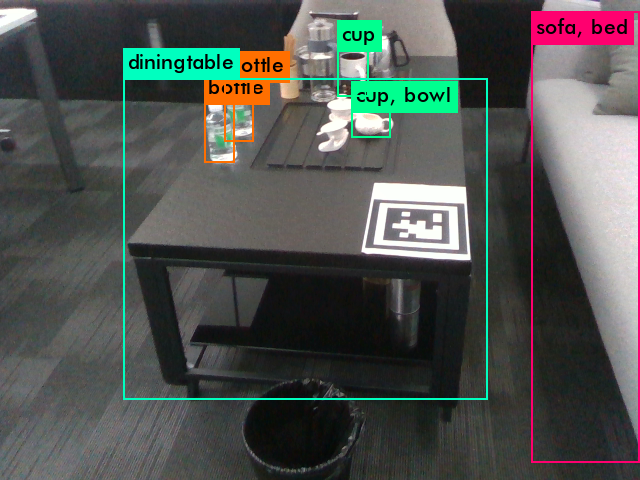 cup
sofa, bed
diningtable
ottle
bottle
cup, bowl